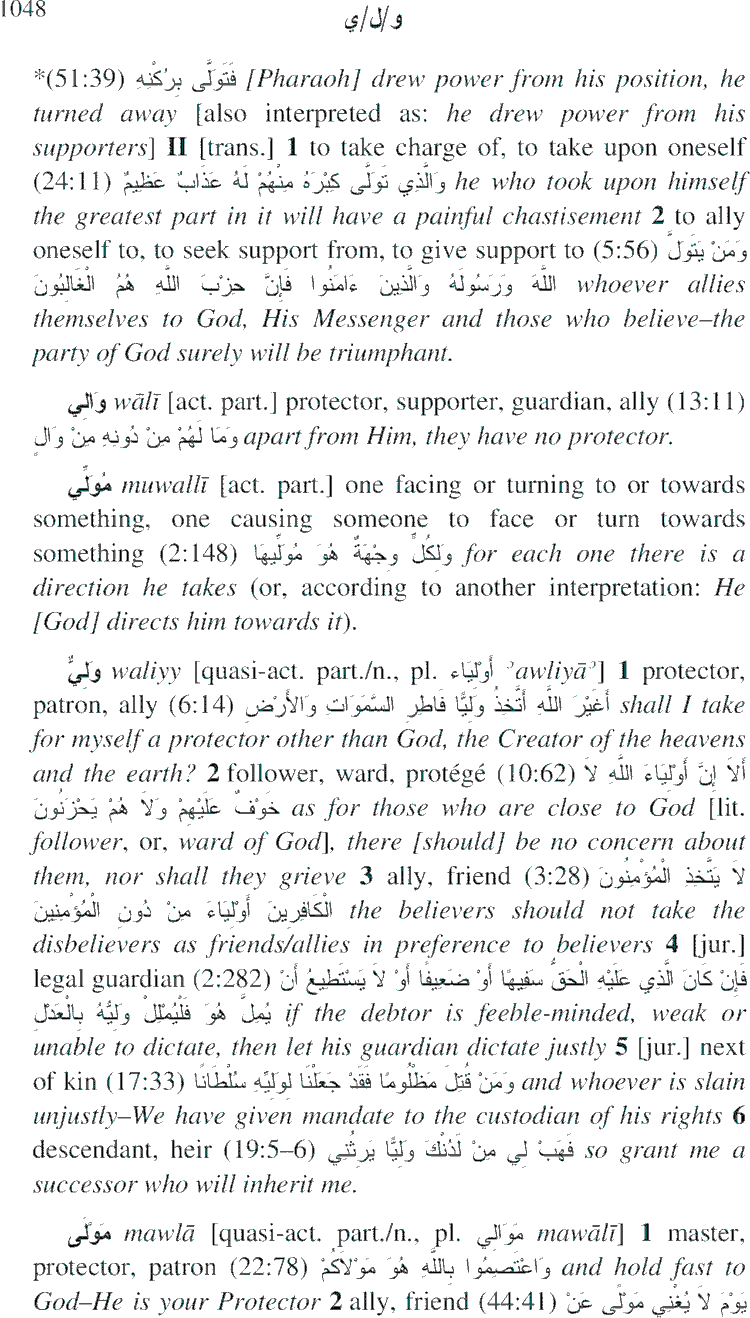 1048
و/ل/ي
*(51:39) فَتَوَلَّى بِرُكْنِهِ [Pharaoh] drew power from his position, he
turned away [also interpreted as: he drew power from his
supporters] II [trans.] 1 to take charge of, to take upon oneself
(24:11) وَالَّذِي تَوَلَّى كِبْرَهُ مِنْهُمْ لَهُ عَذَابٌ عَظِيمٌ he who took upon himself
the greatest part in it will have a painful chastisement 2 to ally
oneself to, to seek support from, to give support to (5:56) وَمَنْ يَتَوَلَّ
اللَّهَ وَرَسُولَهُ وَالَّذِينَ ءَامَنُوا فَإِنَّ حِزْبَ اللَّهِ هُمُ الْغَالِبُونَ whoever allies
themselves to God, His Messenger and those who believe–the
party of God surely will be triumphant.
وَالِي wālī [act. part.] protector, supporter, guardian, ally (13:11)
وَمَا لَهُمْ مِنْ دُونِهِ مِنْ وَالٍ apart from Him, they have no protector.
مُوَلِّي muwallī [act. part.] one facing or turning to or towards
something, one causing someone to face or turn towards
something (2:148) وَلِكُلٍّ وِجْهَةٌ هُوَ مُوَلِّيهَا for each one there is a
direction he takes (or, according to another interpretation: He
[God] directs him towards it).
وَلِيٌّ waliyy [quasi-act. part./n., pl. أَوْلِيَاء ʾawliyāʾ] 1 protector,
patron, ally (6:14) أَغَيْرَ اللَّهِ أَتَّخِذُ وَلِيًّا فَاطِرِ السَّمَوَاتِ وَالأَرْضِ shall I take
for myself a protector other than God, the Creator of the heavens
and the earth? 2 follower, ward, protégé (10:62) أَلاَ إِنَّ أَوْلِيَاءَ اللَّهِ لاَ
خَوْفٌ عَلَيْهِمْ وَلاَ هُمْ يَحْزَنُونَ as for those who are close to God [lit.
follower, or, ward of God], there [should] be no concern about
them, nor shall they grieve 3 ally, friend (3:28) لاَ يَتَّخِذِ الْمُؤْمِنُونَ
الْكَافِرِينَ أَوْلِيَاءَ مِنْ دُونِ الْمُؤْمِنِينَ the believers should not take the
disbelievers as friends/allies in preference to believers 4 [jur.]
legal guardian (2:282) فَإِنْ كَانَ الَّذِي عَلَيْهِ الْحَقُّ سَفِيهًا أَوْ ضَعِيفًا أَوْ لاَ يَسْتَطِيعُ أَنْ
يُمِلَّ هُوَ فَلْيُمْلِلْ وَلِيُّهُ بِالْعَدْلِ if the debtor is feeble-minded, weak or
unable to dictate, then let his guardian dictate justly 5 [jur.] next
of kin (17:33) وَمَنْ قُتِلَ مَظْلُومًا فَقَدْ جَعَلْنَا لِوَلِيِّهِ سُلْطَانًا and whoever is slain
unjustly–We have given mandate to the custodian of his rights 6
descendant, heir (19:5–6) فَهَبْ لِي مِنْ لَدُنْكَ وَلِيًّا يَرِثُنِي so grant me a
successor who will inherit me.
مَوْلَى mawlā [quasi-act. part./n., pl. مَوَالِي mawālī] 1 master,
protector, patron (22:78) وَاعْتَصِمُوا بِاللَّهِ هُوَ مَوْلاَكُمْ and hold fast to
God–He is your Protector 2 ally, friend (44:41) يَوْمَ لاَ يُغْنِي مَوْلًى عَنْ